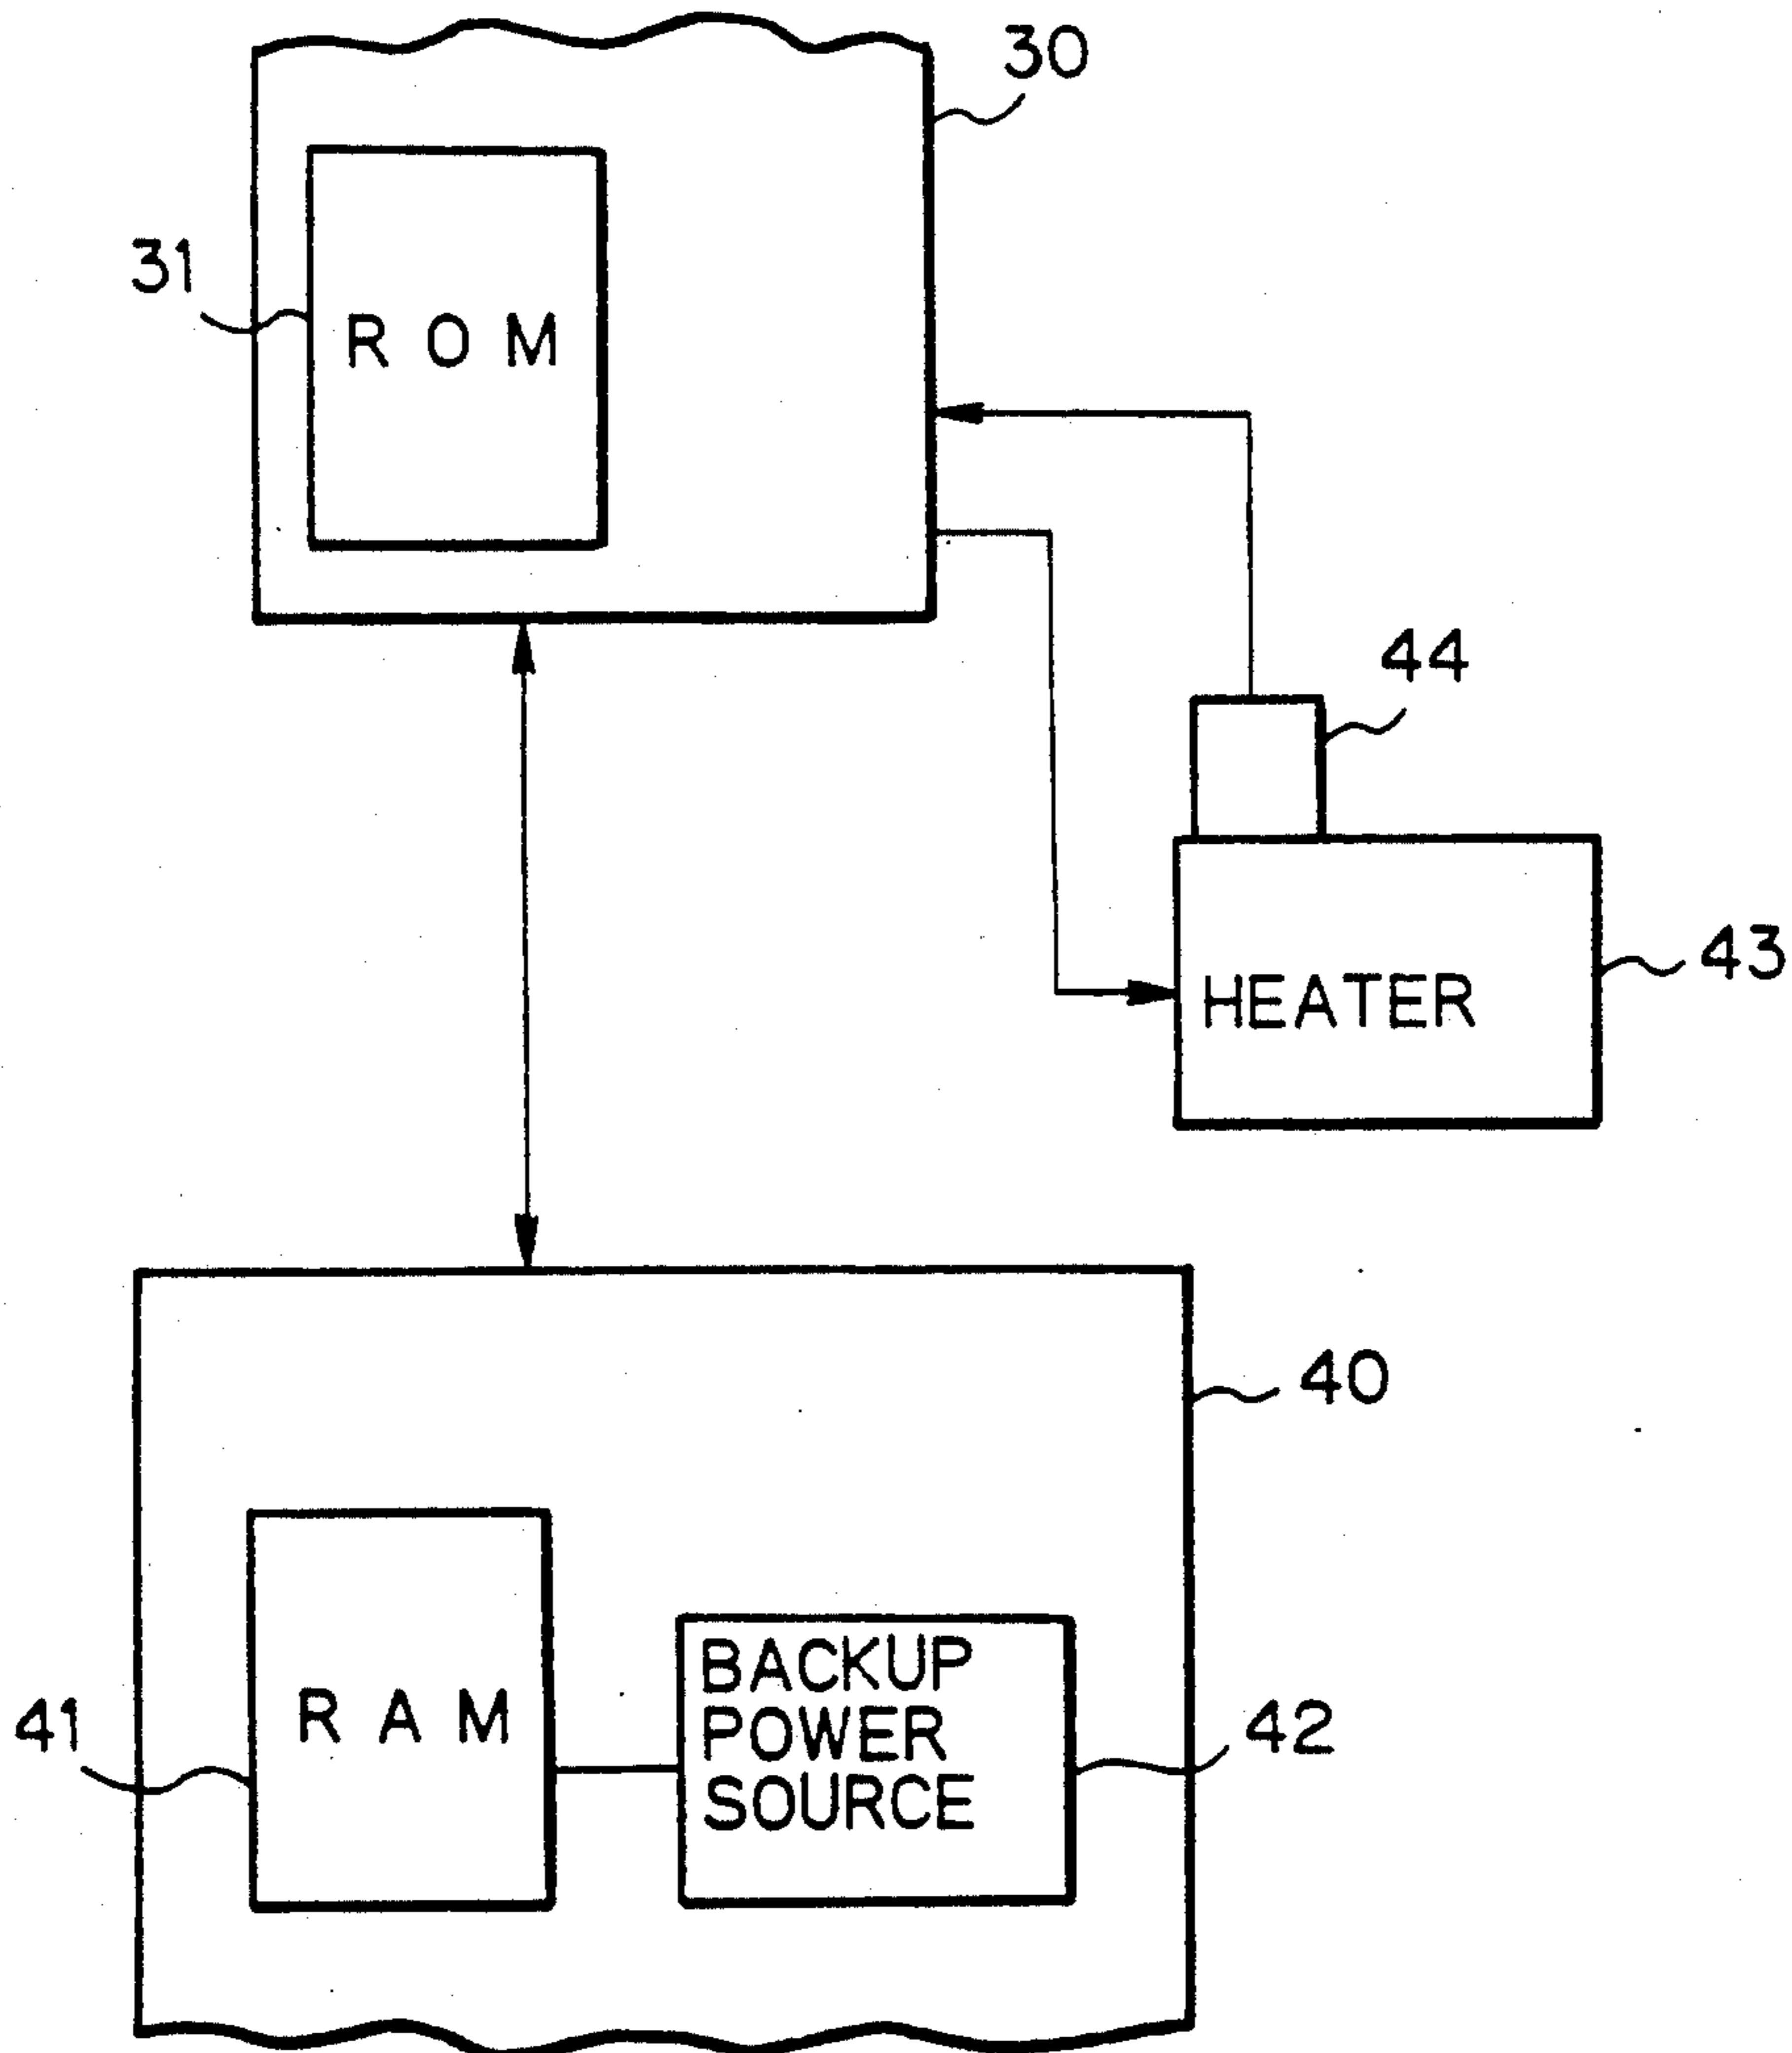 30
31
R O M
44
43
HEATER
40
BACKUP
POWER
SOURCE
R A M
41
42